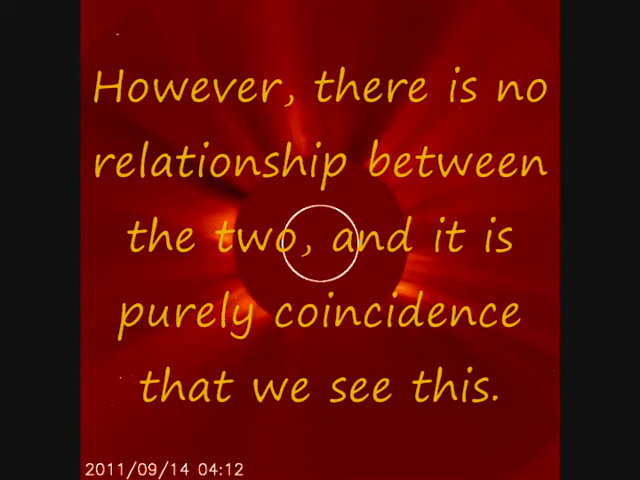 However, there is no
relationship between
the two, and it is
purely coincidence
that we see this.
2011/09/14 04:12